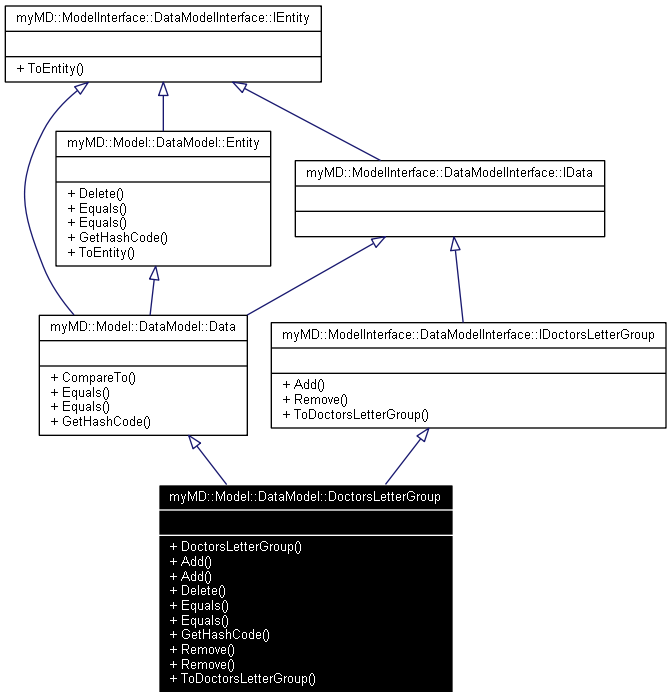 myMD::ModelInterface::DataModelInterface::IEntity
+ ToEntity()
myMD::Model::DataModel::Entity
+ Delete()
+ Equals()
+ Equals()
+ GetHashCode()
+ ToEntity()
myMD::ModelInterface::DataModelInterface::IData
myMD::Model::DataModel::Data
+ CompareTo()
+ Equals()
+ Equals()
+ GetHashCode()
myMD::ModelInterface::DataModelInterface::IDoctorsLetterGroup
+ Add()
+ Remove()
+ ToDoctorsLetterGroup()
myMD::Model::DataModel::DoctorsLetterGroup
+ DoctorsLetterGroup()
+ Add()
+ Add()
+ Delete()
+ Equals()
+ Equals()
+ GetHashCode()
+ Remove()
+ Remove()
+ ToDoctorsLetterGroup()